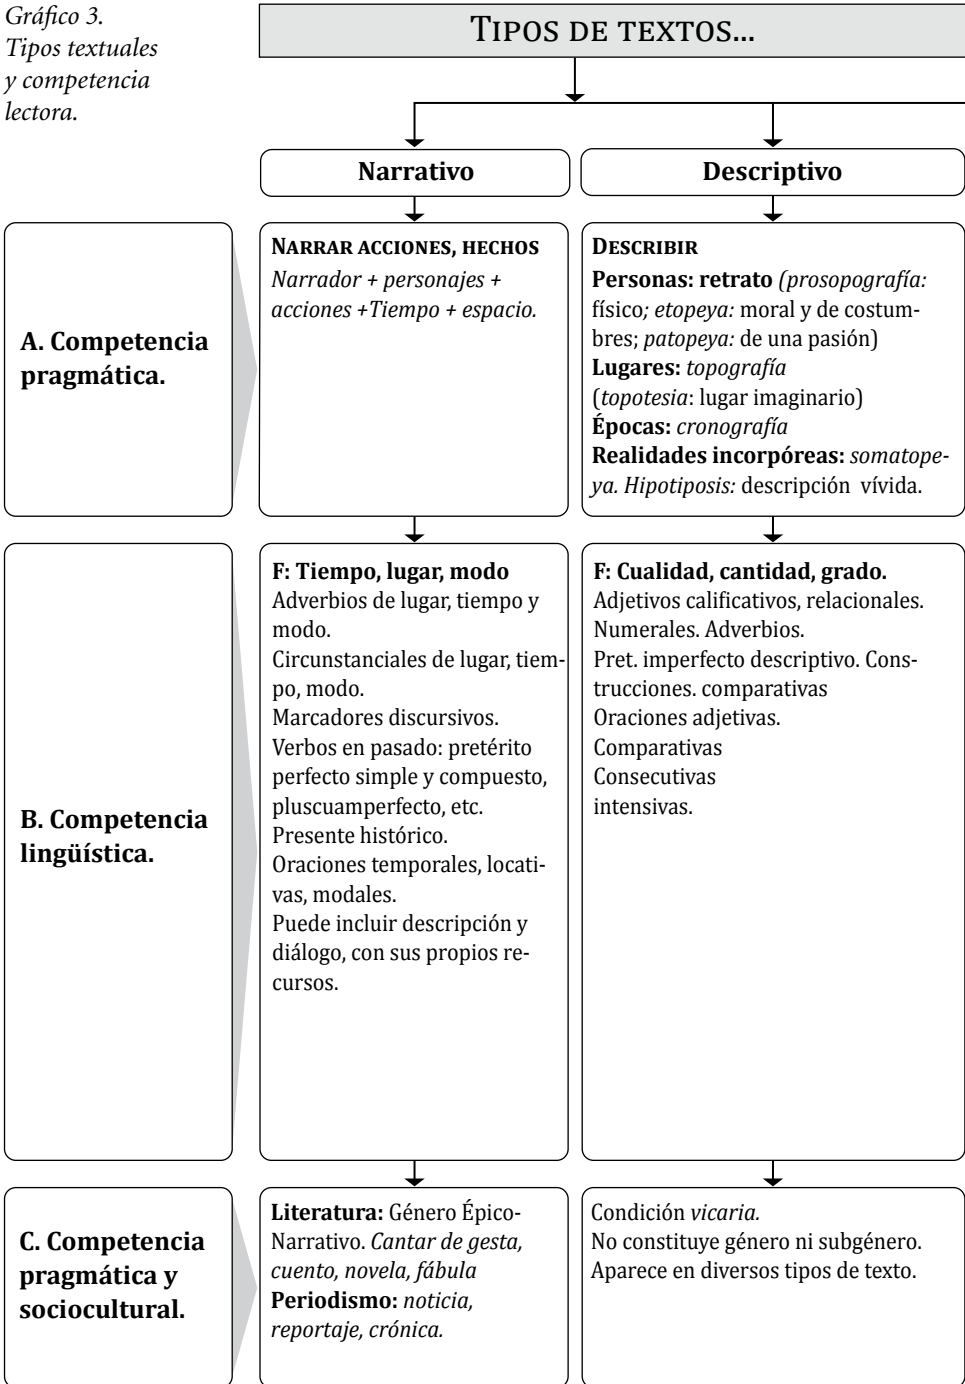 Gráfico 3.
Tipos textuales
y competencia
lectora.
TIPOS DE TEXTOS...
Narrativo
Descriptivo
A. Competencia
pragmática.
NARRAR ACCIONES, HECHOS
Narrador + personajes +
acciones +Tiempo + espacio.
DESCRIBIR
Personas: retrato (prosopografía:
físico; etopeya: moral y de costum-
bres; patopeya: de una pasión)
Lugares: topografía
(topotesia: lugar imaginario)
Épocas: cronografía
Realidades incorpóreas: somatope-
ya. Hipotiposis: descripción vívida.
B. Competencia
lingüística.
F: Tiempo, lugar, modo
Adverbios de lugar, tiempo y
modo.
Circunstanciales de lugar, tiem-
po, modo.
Marcadores discursivos.
Verbos en pasado: pretérito
perfecto simple y compuesto,
pluscuamperfecto, etc.
Presente histórico.
Oraciones temporales, locati-
vas, modales.
Puede incluir descripción y
diálogo, con sus propios re-
cursos.
F: Cualidad, cantidad, grado.
Adjetivos calificativos, relacionales.
Numerales. Adverbios.
Pret. imperfecto descriptivo. Cons-
trucciones. comparativas
Oraciones adjetivas.
Comparativas
Consecutivas
intensivas.
C. Competencia
pragmática y
sociocultural.
Literatura: Género Épico-
Narrativo. Cantar de gesta,
cuento, novela, fábula
Periodismo: noticia,
reportaje, crónica.
Condición vicaria.
No constituye género ni subgénero.
Aparece en diversos tipos de texto.